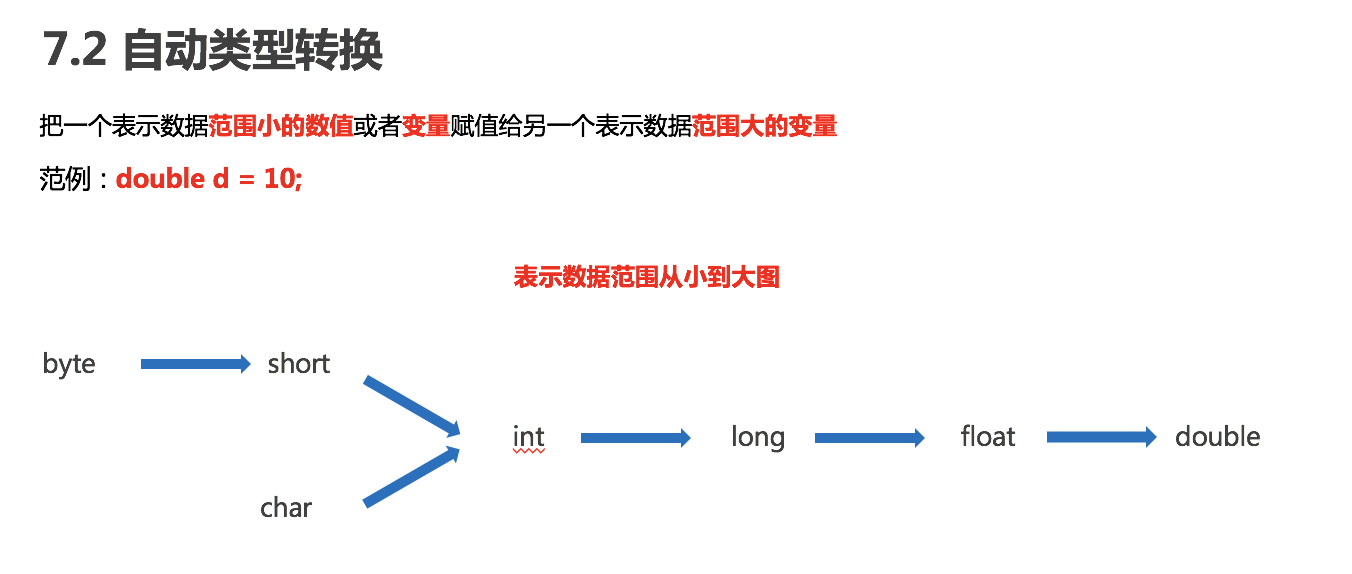 7.2 自动类型转换
把一个表示数据范围小的数值或者变量赋值给另一个表示数据范围大的变量
范例：double d = 10;
表示数据范围从小到大图
byte
short
int
long
float
double
char